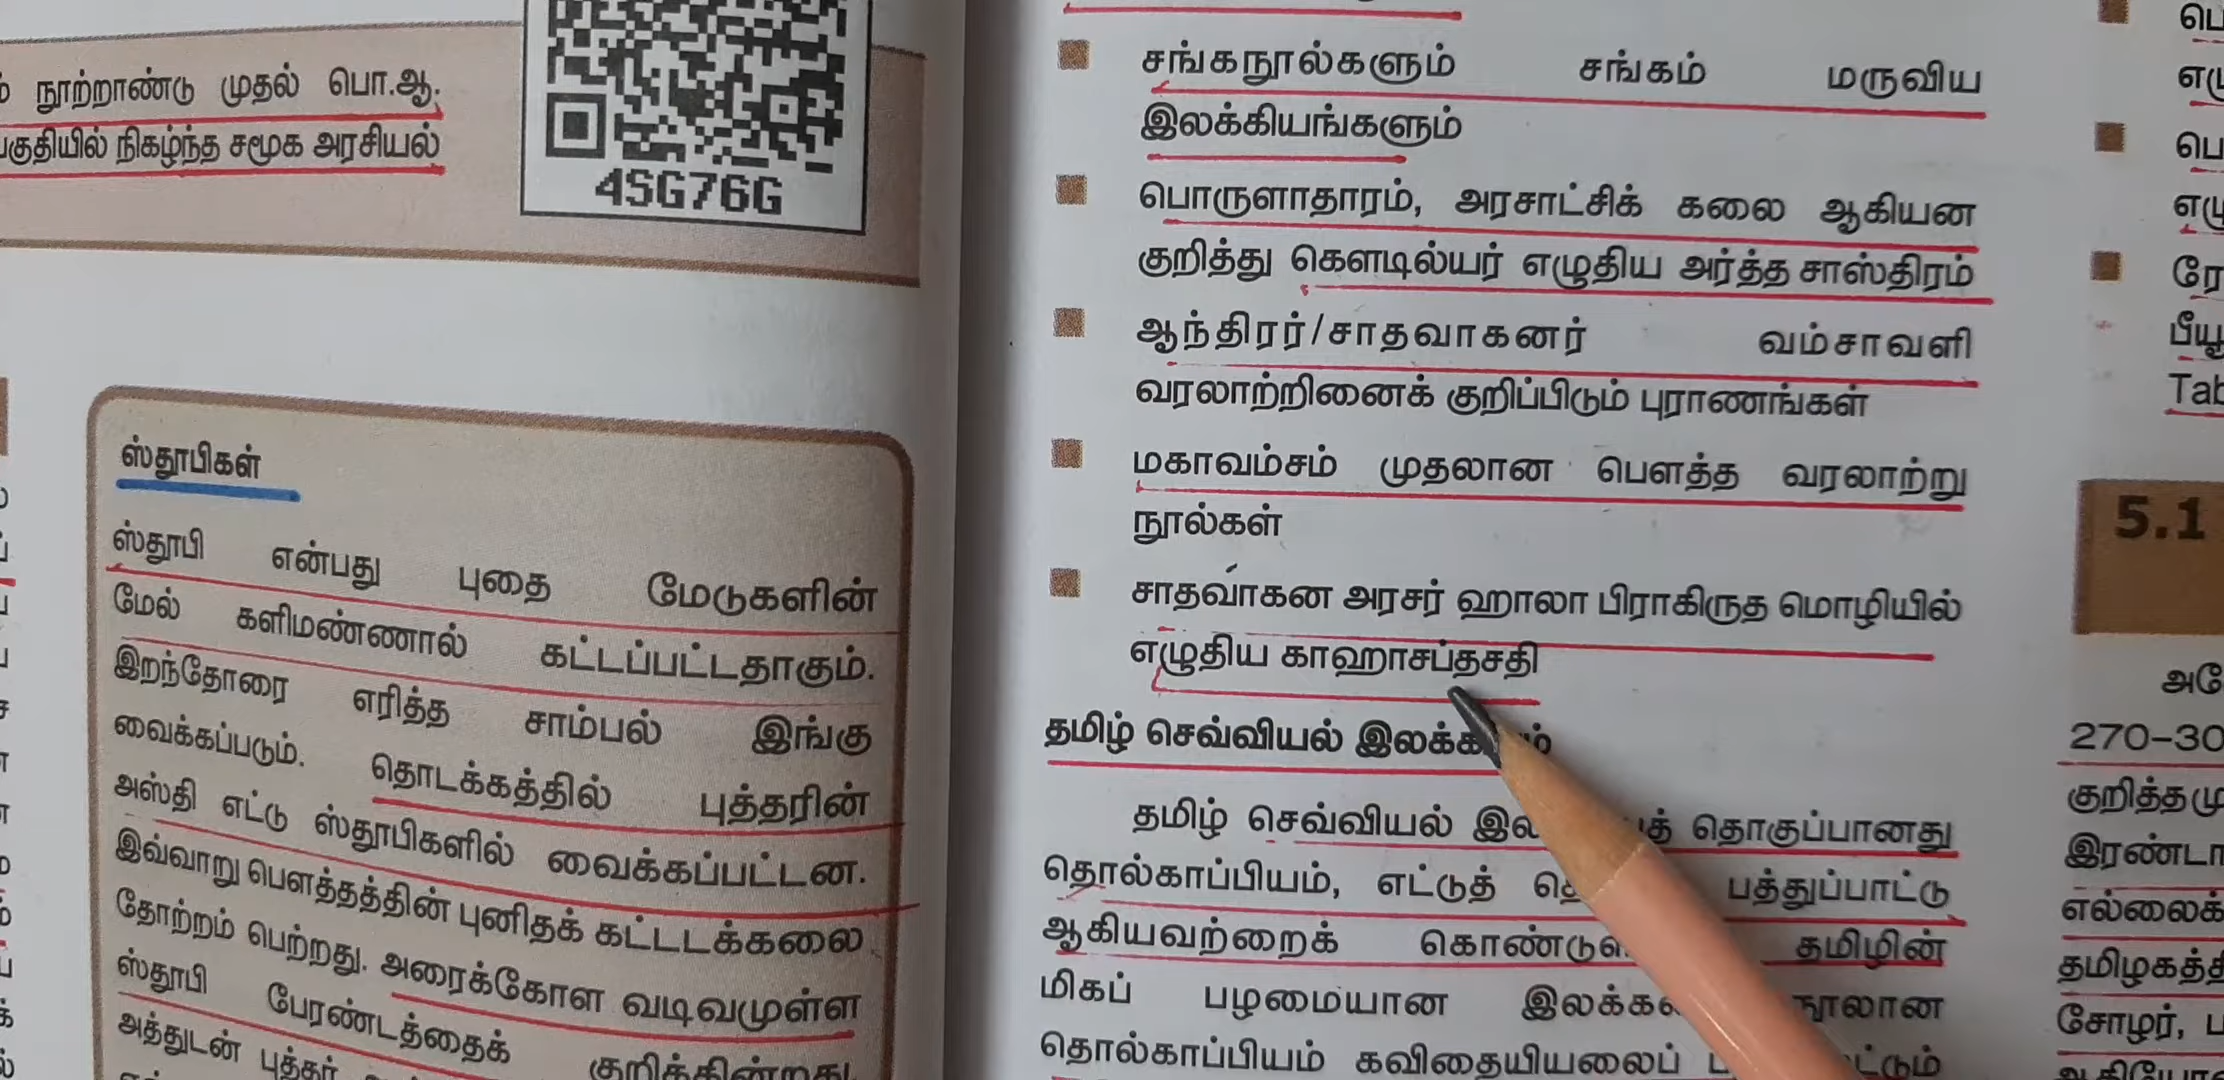 நூற்றாண்டு முதல் பொ.ஆ.
நிகழ்ந்த சமூக அரசியல்
4SG76G
ஸ்தூபிகள்
ஸ்தூபி என்பது புதை மேடுகளின்
மேல் களிமண்ணால் கட்டப்பட்டதாகும்.
இறந்தோரை எரித்த சாம்பல் இங்கு
வைக்கப்படும். தொடக்கத்தில் புத்தரின்
அஸ்தி எட்டு ஸ்தூபிகளில் வைக்கப்பட்டன.
இவ்வாறு பௌத்தத்தின் புனிதக் கட்டடக்கலை
தோற்றம் பெற்றது. அரைக்கோள வடிவமுள்ள
ஸ்தூபி பேரண்டத்தைக் குறிக்கின்றது.
அத்துடன் புத்தர்
சங்கநூல்களும் சங்கம் மருவிய
இலக்கியங்களும்
பொருளாதாரம், அரசாட்சிக் கலை ஆகியன
குறித்து கௌடில்யர் எழுதிய அர்த்த சாஸ்திரம்
ஆந்திரர்/சாதவாகனர் வம்சாவளி
வரலாற்றினைக் குறிப்பிடும் புராணங்கள்
மகாவம்சம் முதலான பௌத்த வரலாற்று
நூல்கள்
சாதவாகன அரசர் ஹாலா பிராகிருத மொழியில்
எழுதிய காஹாசப்தசதி
தமிழ் செவ்வியல்
தமிழ் செவ்வியல் தொகுப்பானது
தொல்காப்பியம், எட்டுத் பத்துப்பாட்டு
ஆகியவற்றைக் தமிழின்
மிகப் பழமையான நூலான
தொல்காப்பியம் கவிதையியலைப்
5.1
270-30
சோழர்,